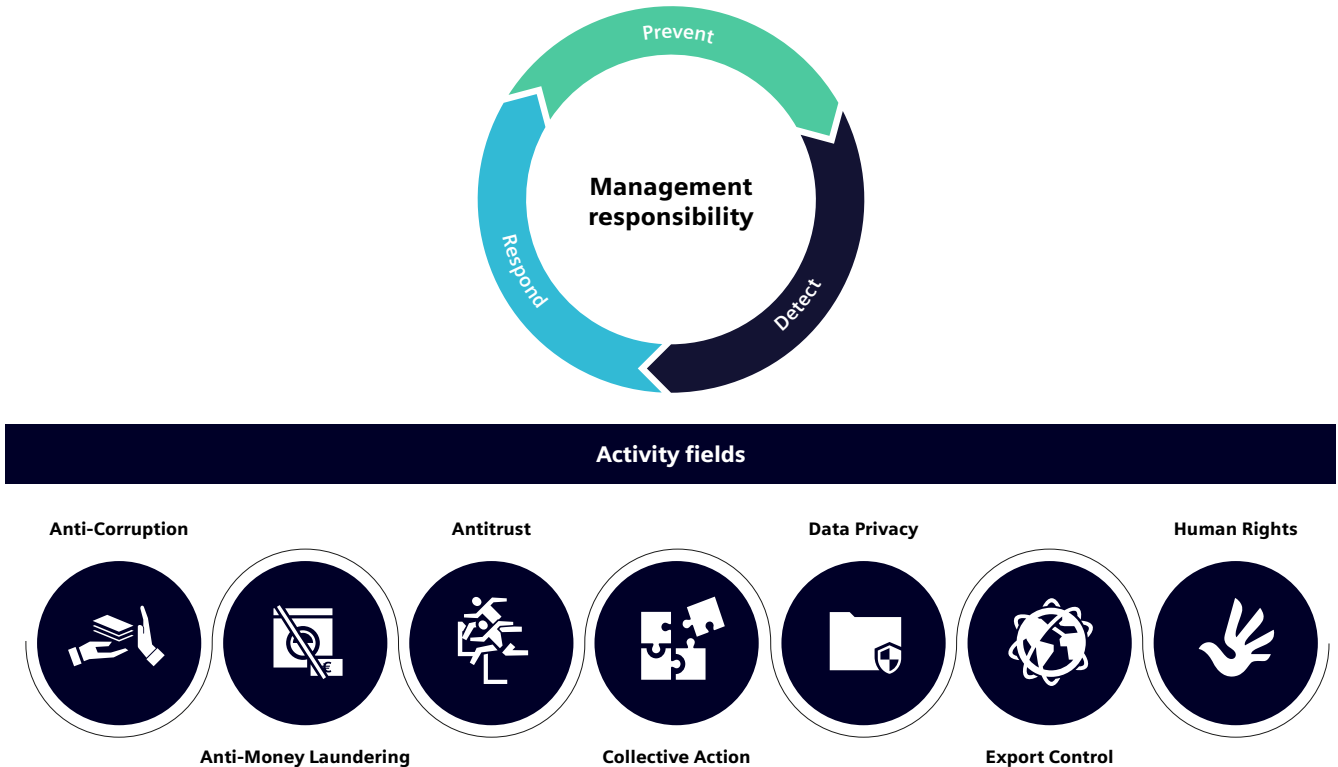 Prevent
Management
responsibility
Respond
Detect
Activity fields
Anti-Corruption
Antitrust
Data Privacy
Human Rights
€
Anti-Money Laundering
Collective Action
Export Control